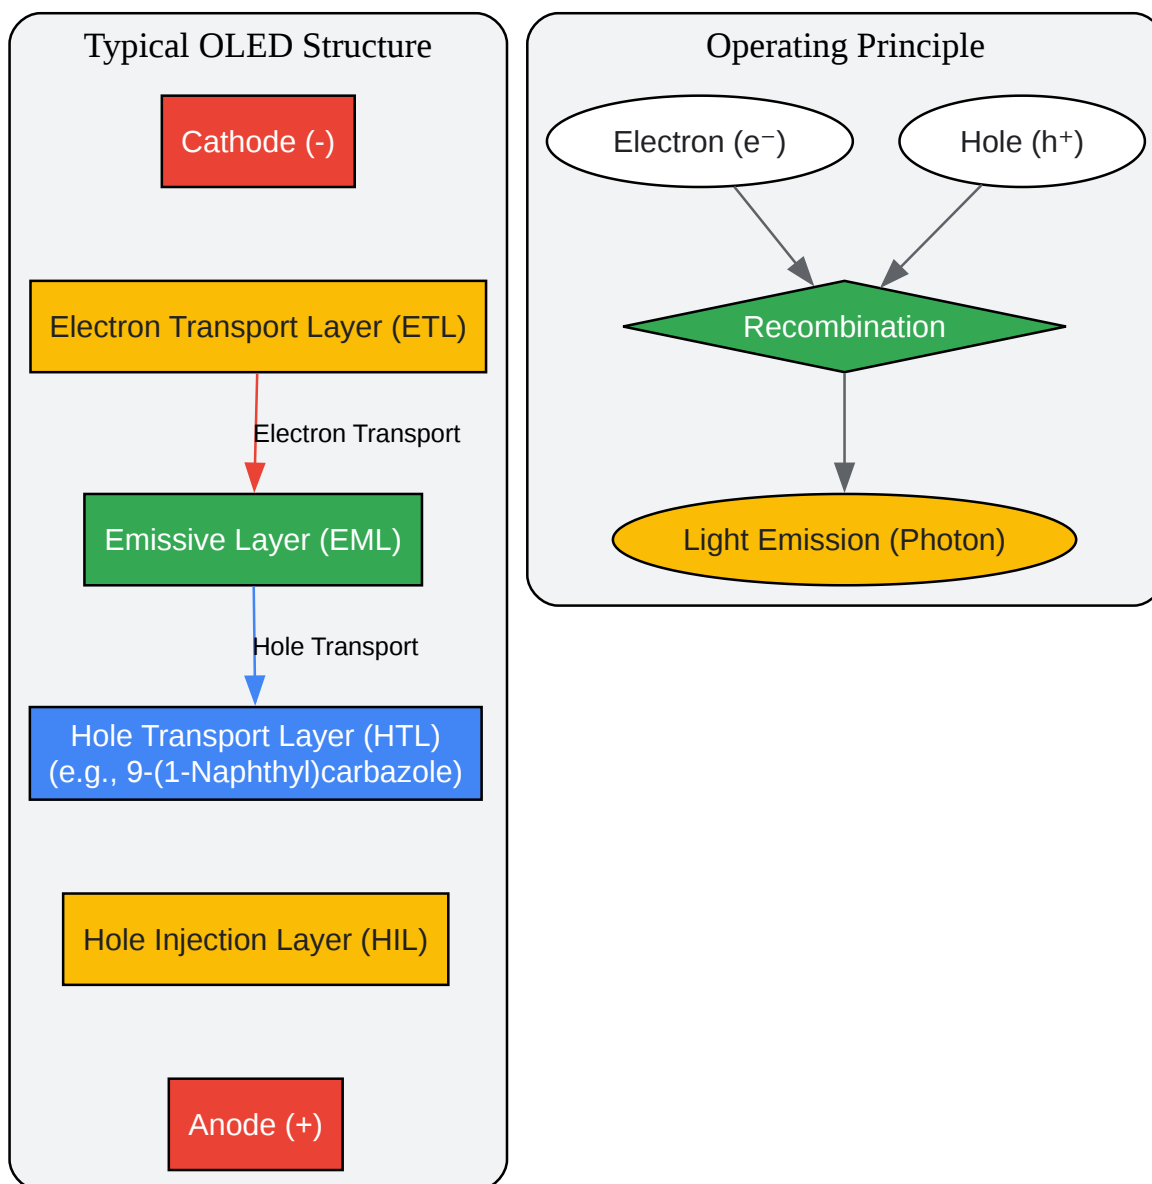 Typical OLED Structure
Cathode (-)
Electron Transport Layer (ETL)
Electron Transport
Emissive Layer (EML)
Hole Transport
Hole Transport Layer (HTL)
(e.g., 9-(1-Naphthyl)carbazole)
Hole Injection Layer (HIL)
Anode (+)
Operating Principle
Electron (e⁻)
Hole (h⁺)
Recombination
Light Emission (Photon)